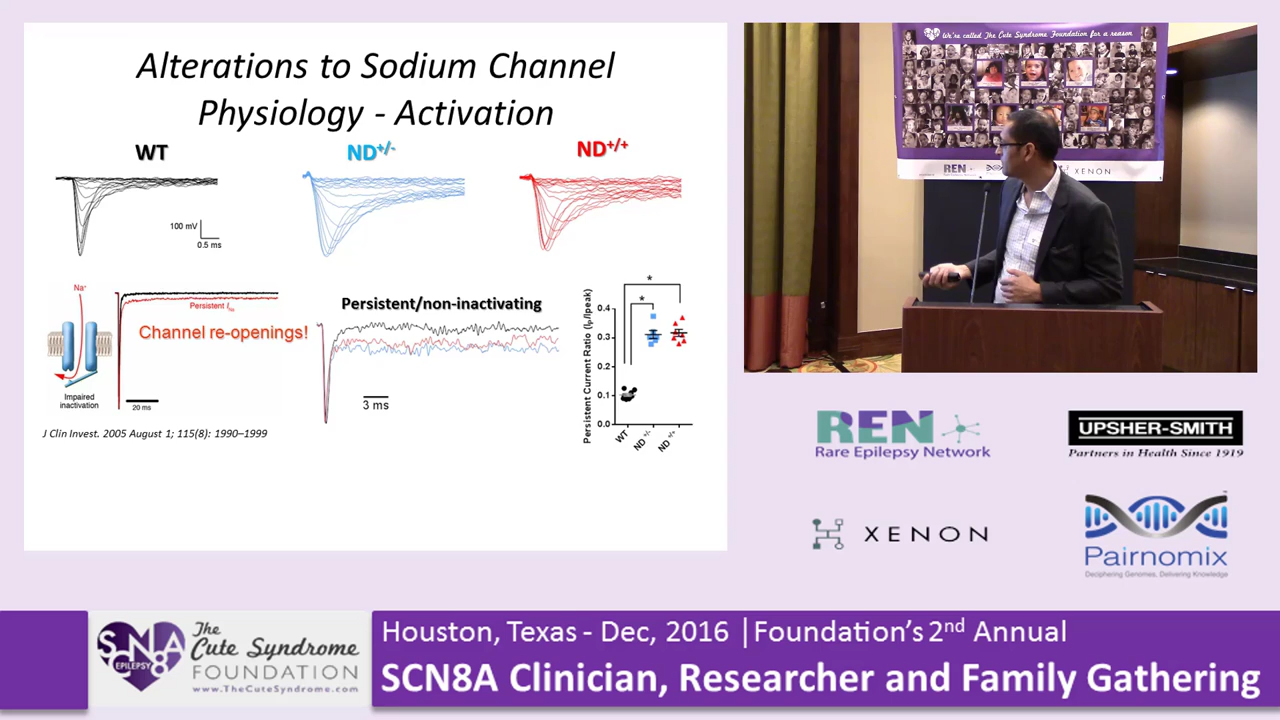 Alterations to Sodium Channel
Physiology - Activation
WT
ND+/-
ND+/+
100 mV
0.5 ms
Na+
Persistent INa
Channel re-openings!
Impaired
inactivation
20 ms
Persistent/non-inactivating
3 ms
Persistent Current Ratio (Ip/Ipeak)
0.4
0.3
0.2
0.1
0.0
*
*
WT
ND +/-
ND +/+
J Clin Invest. 2005 August 1; 115(8): 1990–1999
We're called The Cute Syndrome Foundation for a reason
REN
XENON
REN
Rare Epilepsy Network
UPSHER-SMITH
Partners in Health Since 1919
XENON
Pairnomix
Deciphering Genomes, Delivering Knowledge
SCN8A
EPILEPSY
The
Cute Syndrome
FOUNDATION
www.TheCuteSyndrome.com
Houston, Texas - Dec, 2016 | Foundation's 2nd Annual
SCN8A Clinician, Researcher and Family Gathering